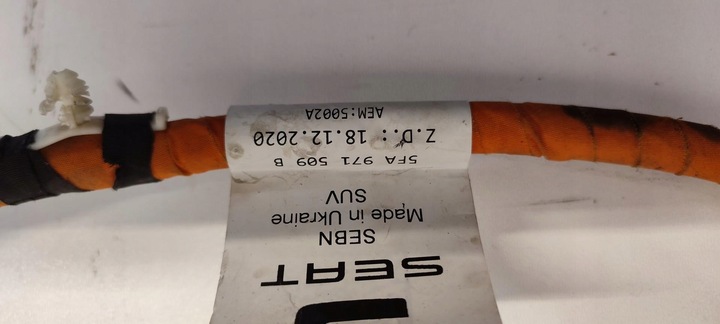 SEAT
SEBN
Made in Ukraine
SUV
5FA 971 509 B
Z.D.: 18.12.2020
AEM:5002A